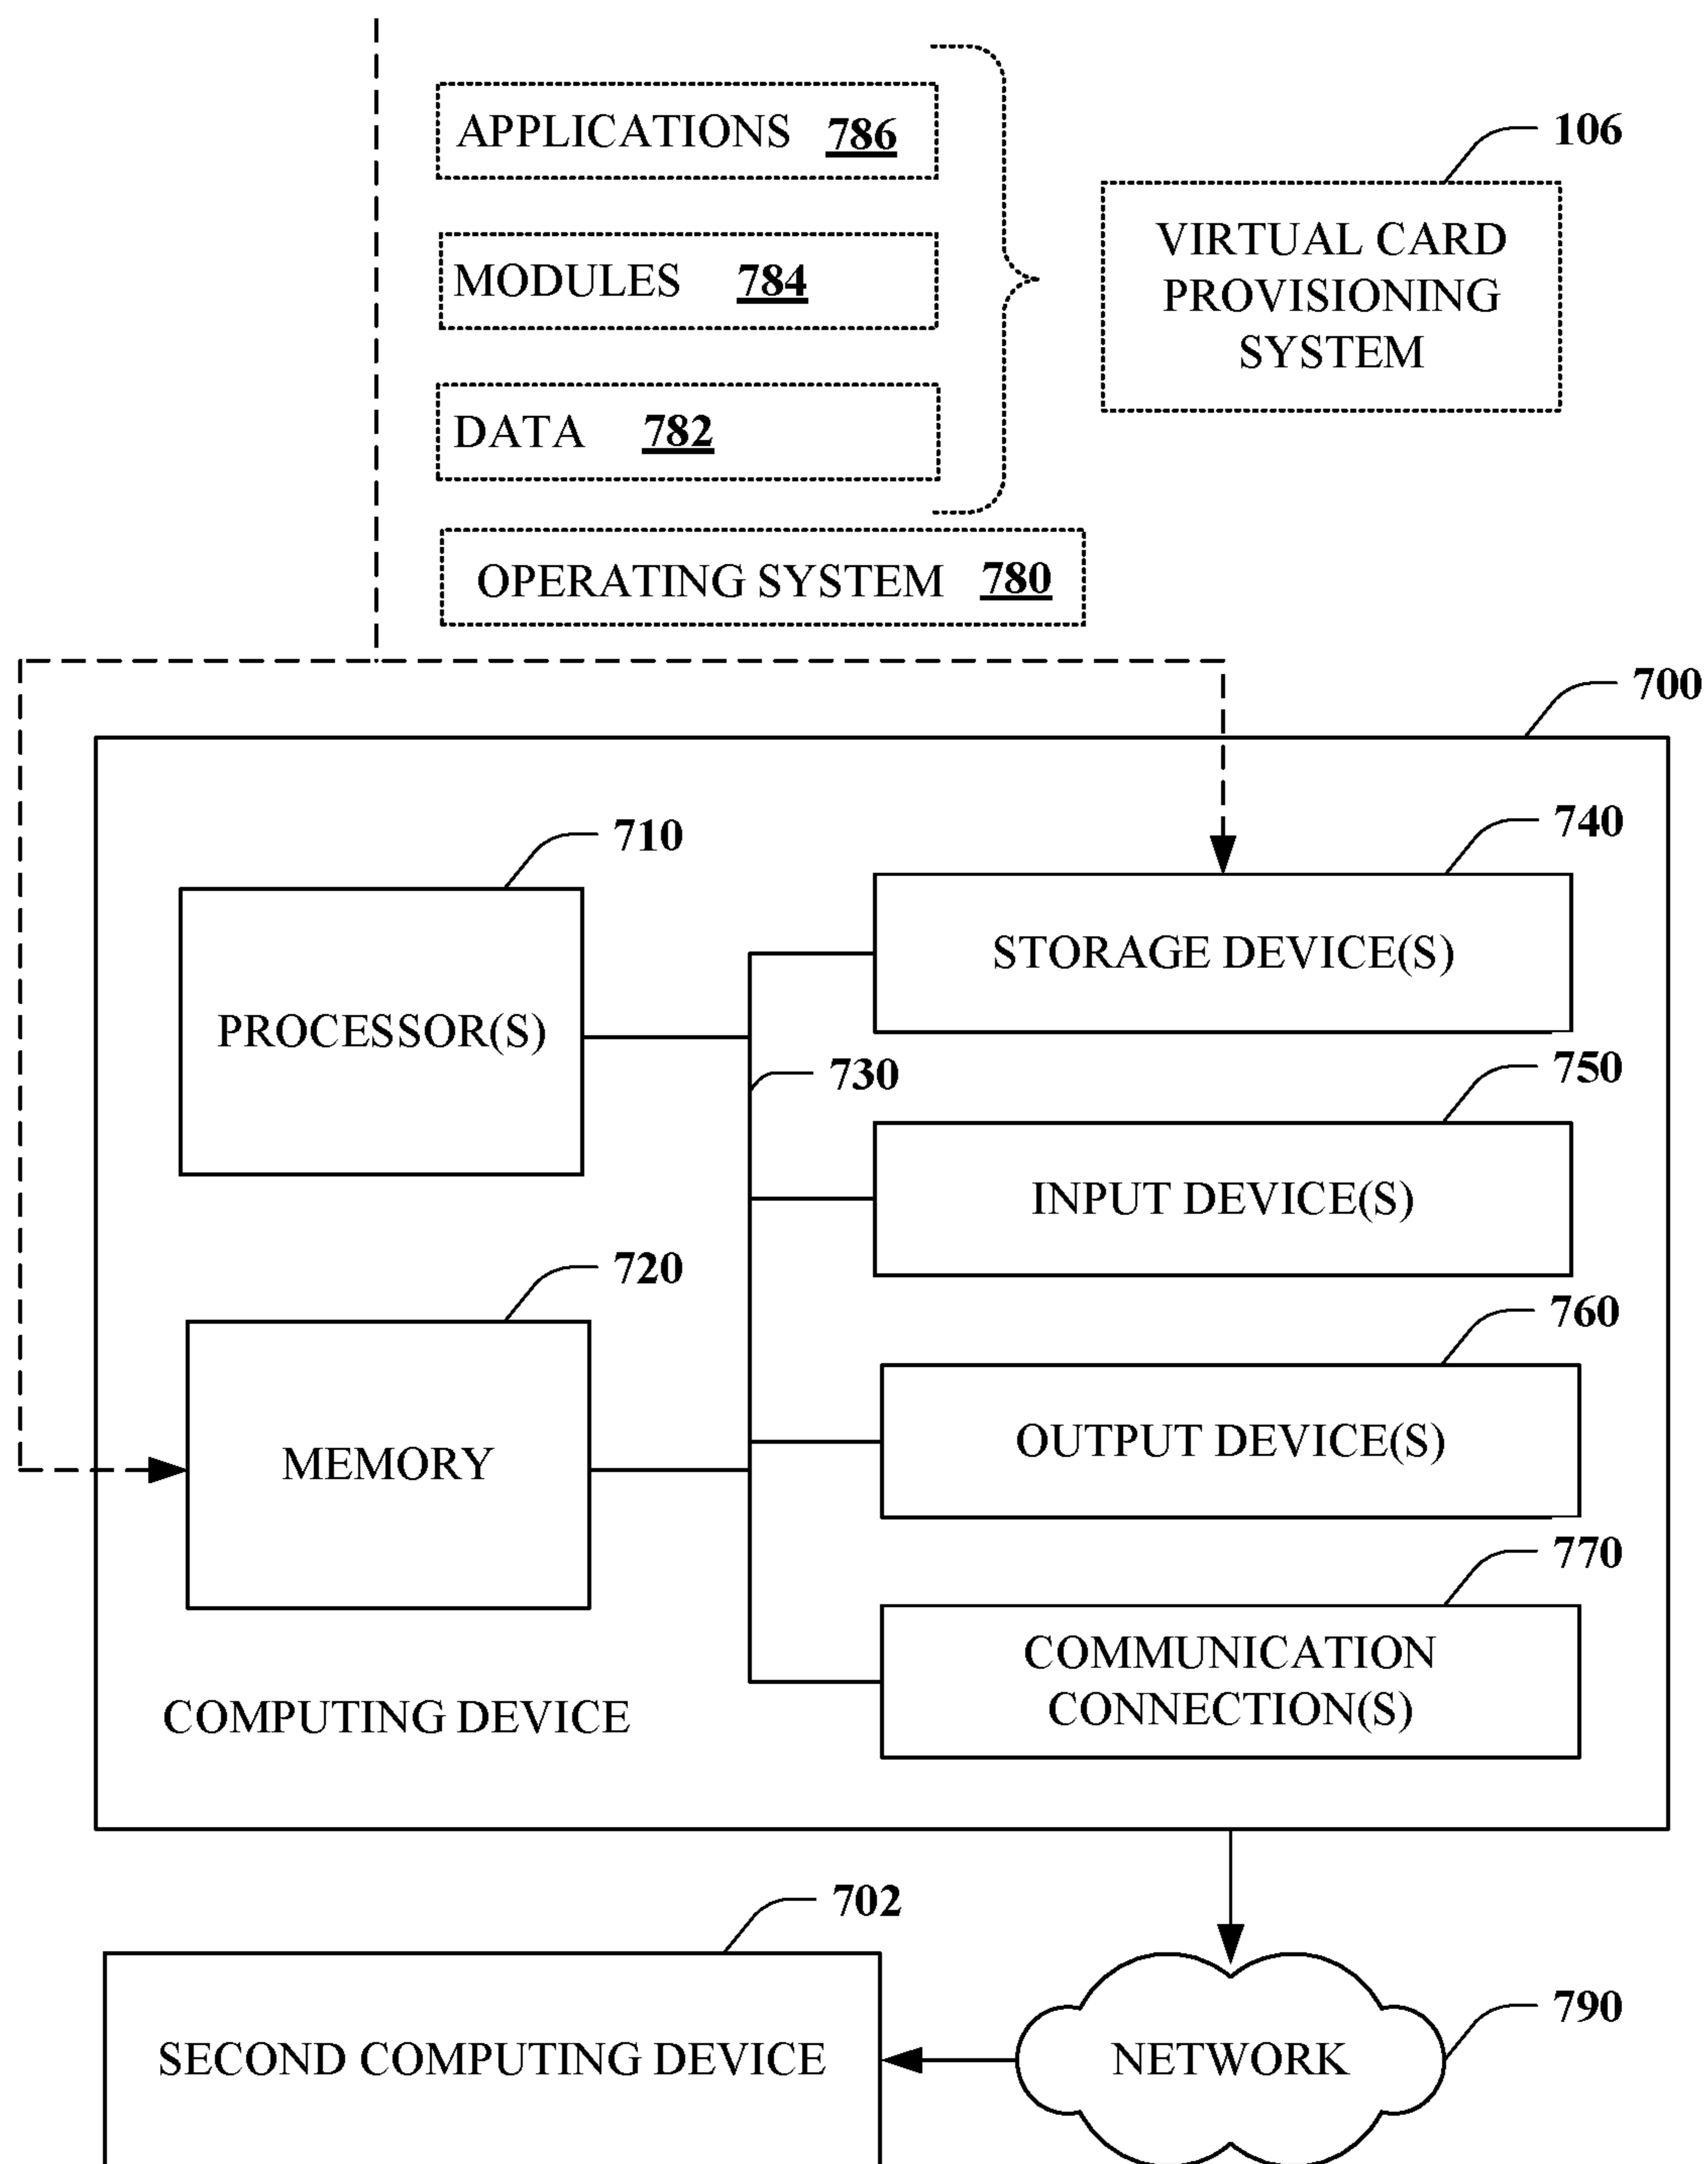 APPLICATIONS 786
106
VIRTUAL CARD
PROVISIONING
SYSTEM
MODULES 784
DATA 782
OPERATING SYSTEM 780
700
710
740
PROCESSOR(S)
STORAGE DEVICE(S)
730
750
INPUT DEVICE(S)
720
760
MEMORY
OUTPUT DEVICE(S)
770
COMMUNICATION
CONNECTION(S)
COMPUTING DEVICE
702
790
SECOND COMPUTING DEVICE
NETWORK